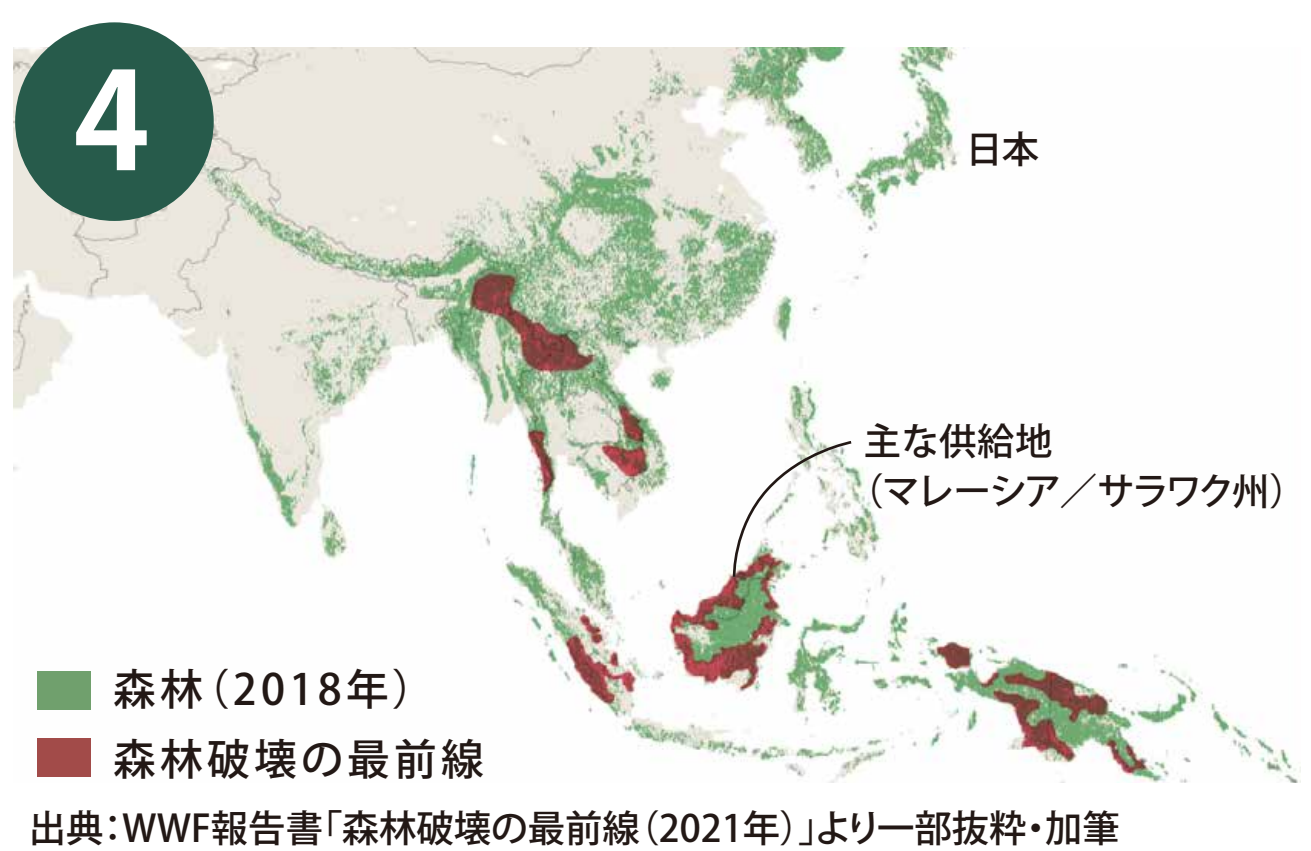 4
日本
主な供給地
（マレーシア／サラワク州）
森林（2018年）
森林破壊の最前線
出典：WWF報告書「森林破壊の最前線（2021年）」より一部抜粋・加筆